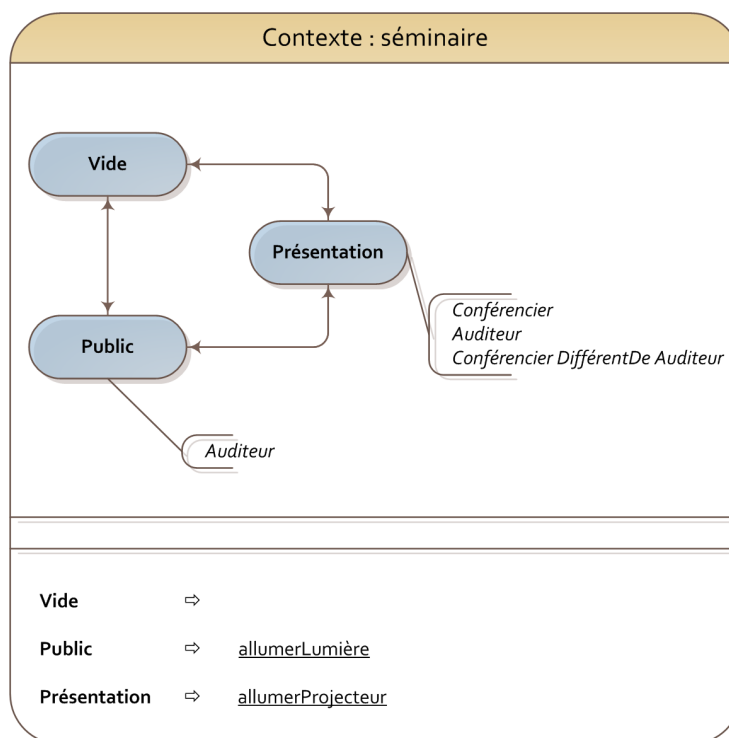 Contexte : séminaire
Vide
Présentation
Conférencier
Auditeur
Conférencier DifférentDe Auditeur
Public
Auditeur
Vide ⇨
Public ⇨ allumerLumière
Présentation ⇨ allumerProjecteur